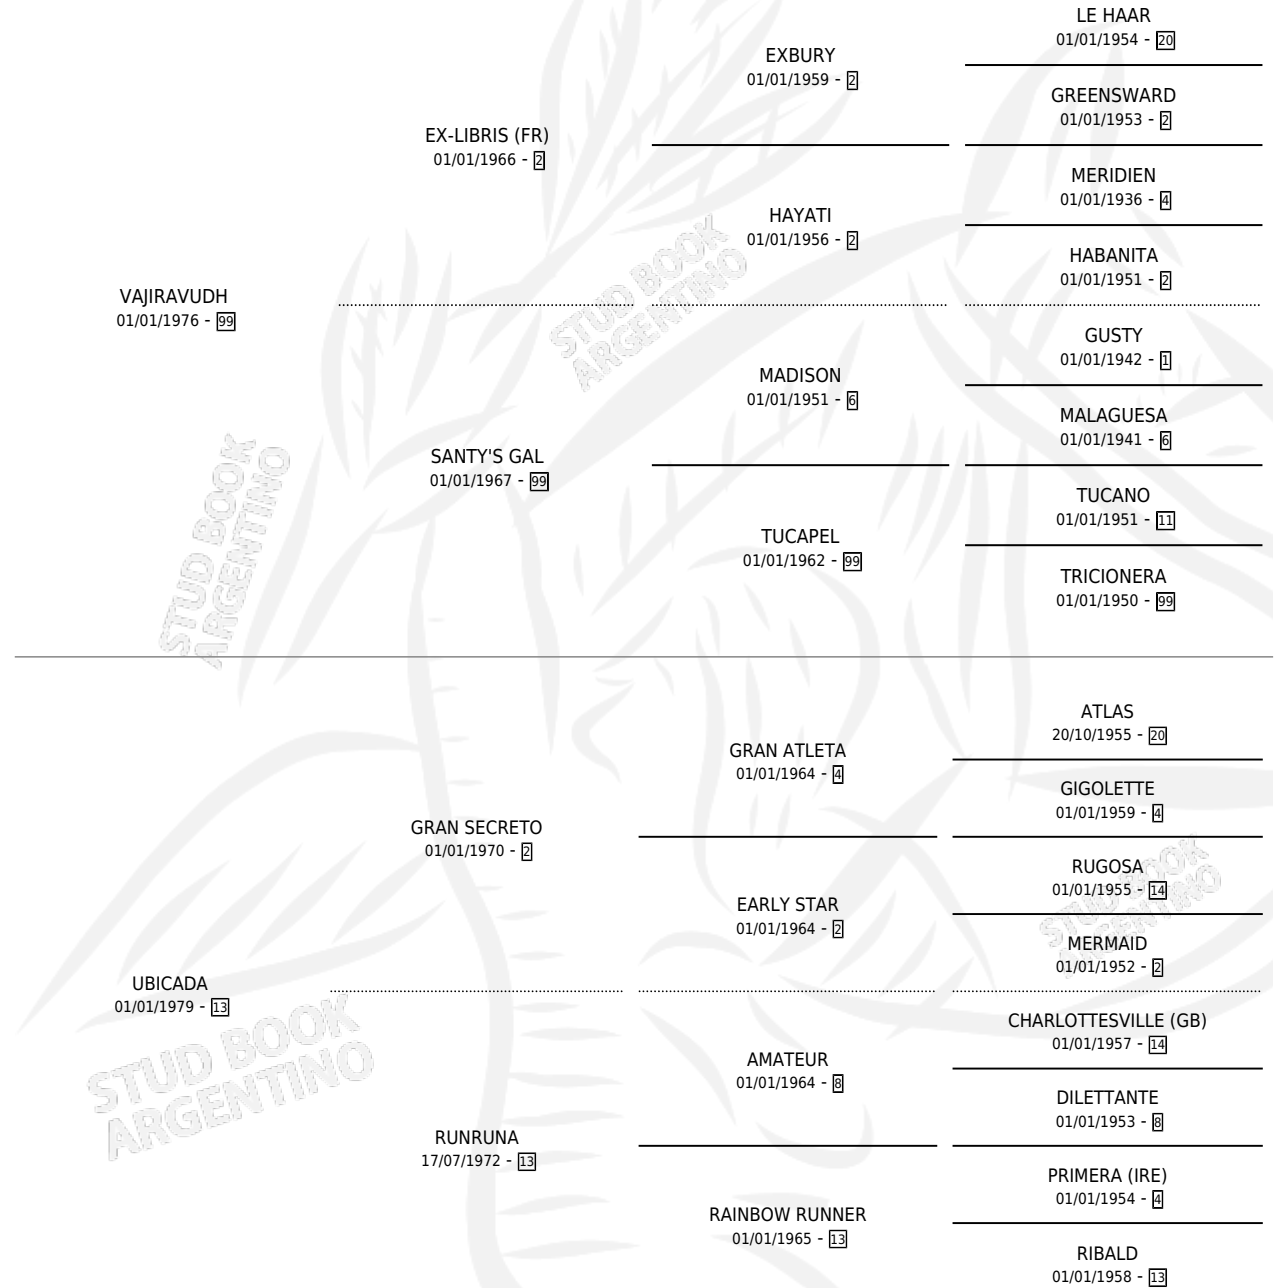 LE HAAR
01/01/1954 - 20
EXBURY
01/01/1959 - 2
GREENSWARD
01/01/1953 - 2
EX-LIBRIS (FR)
01/01/1966 - 2
MERIDIEN
01/01/1936 - 4
HAYATI
01/01/1956 - 2
HABANITA
01/01/1951 - 2
VAJIRAVUDH
01/01/1976 - 99
GUSTY
01/01/1942 - 1
MADISON
01/01/1951 - 6
MALAGUESA
01/01/1941 - 6
SANTY'S GAL
01/01/1967 - 99
TUCANO
01/01/1951 - 11
TUCAPEL
01/01/1962 - 99
TRICIONERA
01/01/1950 - 99
ATLAS
20/10/1955 - 20
GRAN ATLETA
01/01/1964 - 4
GIGOLETTE
01/01/1959 - 4
GRAN SECRETO
01/01/1970 - 2
RUGOSA
01/01/1955 - 14
EARLY STAR
01/01/1964 - 2
MERMAID
01/01/1952 - 2
UBICADA
01/01/1979 - 13
CHARLOTTESVILLE (GB)
01/01/1957 - 14
AMATEUR
01/01/1964 - 8
DILETTANTE
01/01/1953 - 8
RUNRUNA
17/07/1972 - 13
PRIMERA (IRE)
01/01/1954 - 4
RAINBOW RUNNER
01/01/1965 - 13
RIBALD
01/01/1958 - 13
STUD BOOK
ARGENTINO
STUD BOOK
ARGENTINO
STUD BOOK
ARGENTINO
STUD BOOK
ARGENTINO